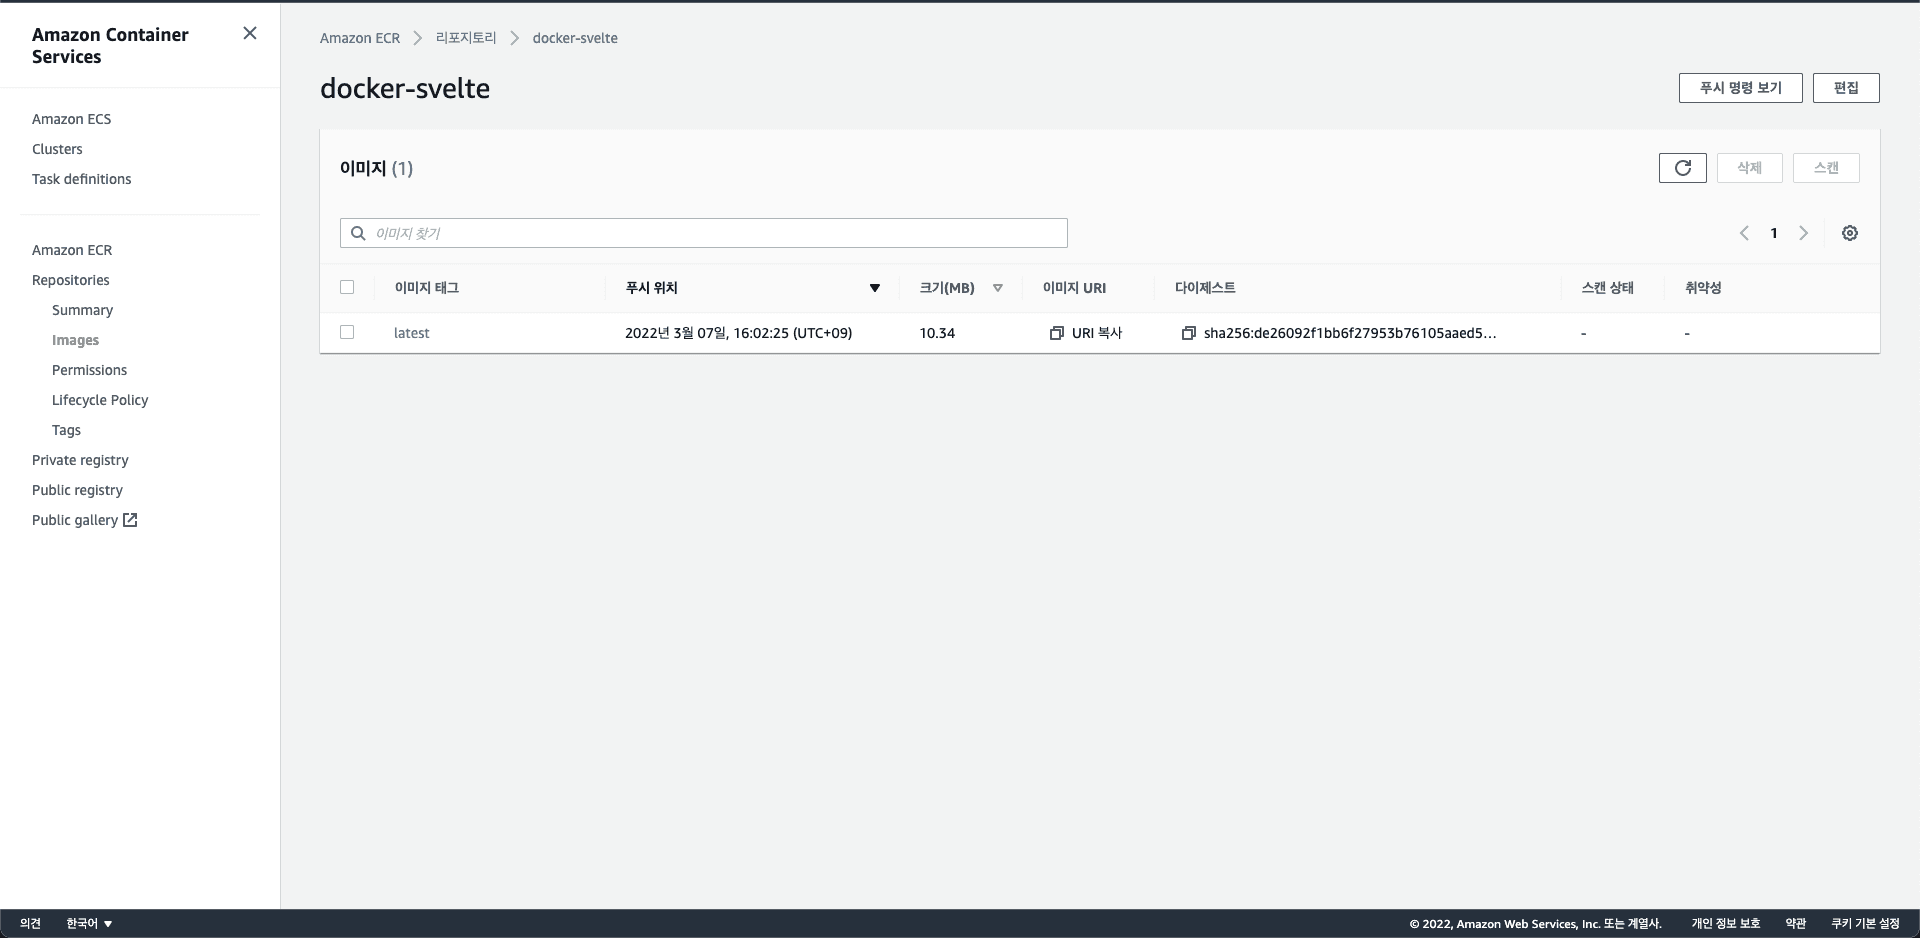 Amazon Container
Services
Amazon ECS
Clusters
Task definitions
Amazon ECR
Repositories
Summary
Images
Permissions
Lifecycle Policy
Tags
Private registry
Public registry
Public gallery
Amazon ECR 리포지토리 docker-svelte
docker-svelte
푸시 명령 보기 편집
이미지 (1)
삭제 스캔
이미지 찾기
1
이미지 태그 푸시 위치 크기(MB) 이미지 URI 다이제스트 스캔 상태 취약성
latest 2022년 3월 07일, 16:02:25 (UTC+09) 10.34 URI 복사 sha256:de26092f1bb6f27953b76105aaed5... - -
의견 한국어 © 2022, Amazon Web Services, Inc. 또는 계열사. 개인 정보 보호 약관 쿠키 기본 설정